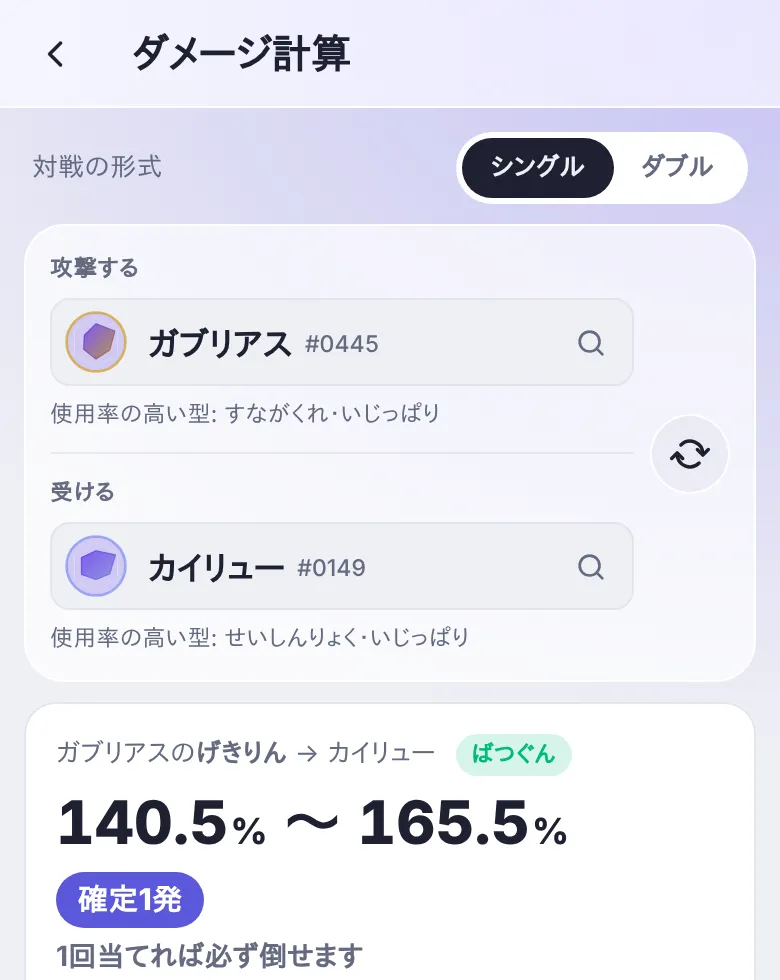 ダメージ計算
対戦の形式
シングル ダブル
攻撃する
ガブリアス #0445
使用率の高い型: すながくれ·いじっぱり
受ける
カイリュー #0149
使用率の高い型: せいしんりょく·いじっぱり
ガブリアスのげきりん → カイリュー ばつぐん
140.5% 〜 165.5%
確定1発
1回当てれば必ず倒せます